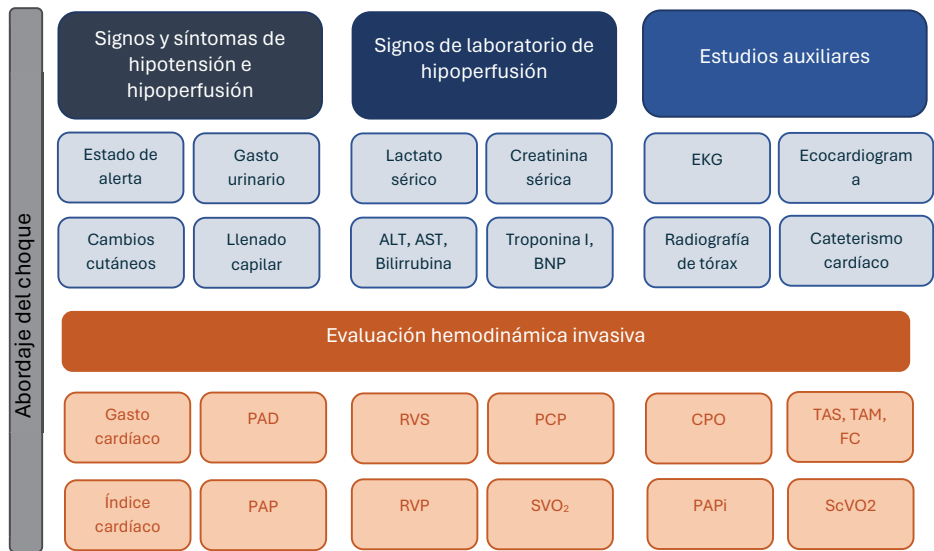 Abordaje del choque
Signos y síntomas de
hipotensión e
hipoperfusión
Signos de laboratorio de
hipoperfusión
Estudios auxiliares
Estado de
alerta
Gasto
urinario
Lactato
sérico
Creatinina
sérica
EKG
Ecocardiogram
a
Cambios
cutáneos
Llenado
capilar
ALT, AST,
Bilirrubina
Troponina I,
BNP
Radiografía
de tórax
Cateterismo
cardíaco
Evaluación hemodinámica invasiva
Gasto
cardíaco
PAD
RVS
PCP
CPO
TAS, TAM,
FC
Índice
cardíaco
PAP
RVP
SVO₂
PAPi
ScVO2